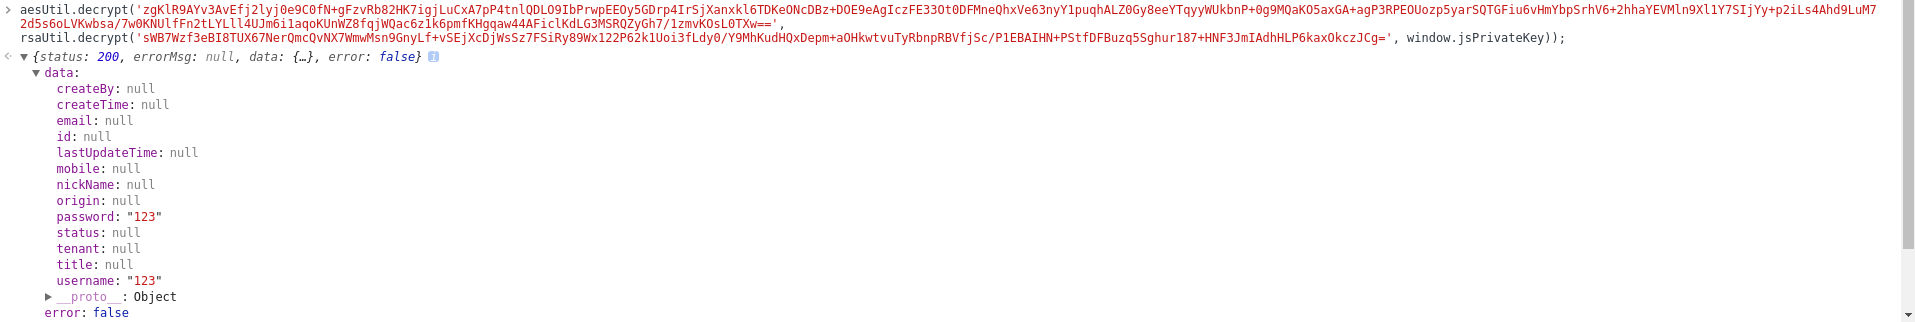 aesUtil.decrypt('zgKlR9AYv3AvEfj2lyj0e9C0fN+gFzvRb82HK7igjLuCxA7pP4tnlQDLO9IbPrwpEEOy5GDrp4IrSjXanxkl6TDKeONcDBz+DOE9eAgIczFE33Ot0DFMneQhxVe63nyY1puqhALZ0Gy8eeYTqyyWUkbnP+0g9MQaKO5axGA+agP3RPEOUozp5yarSQTGFiu6vHmYbpSrhV6+2hhaYEVMln9Xl1Y7SIjYy+p2iLs4Ahd9LuM7
2d5s6oLVKwbsa/7w0KNUlfFn2tLYLll4UJm6i1aqoKUnWZ8fqjWQac6z1k6pmfKHgqaw44AFiclKdLG3MSRQZyGh7/1zmvKOsL0TXw==',
rsaUtil.decrypt('sWB7Wzf3eBI8TUX67NerQmcQvNX7WmwMsn9GnyLf+vSEjXcDjWsSz7FSiRy89Wx122P62k1Uoi3fLdy0/Y9MhKudHQxDepm+aOHkwtvuTyRbnpRBVfjSc/P1EBAIHN+PStfDFBuzq5Sghur187+HNF3JmIAdhHLP6kaxOkczJCg=', window.jsPrivateKey));
{status: 200, errorMsg: null, data: {…}, error: false}
data:
createBy: null
createTime: null
email: null
id: null
lastUpdateTime: null
mobile: null
nickName: null
origin: null
password: "123"
status: null
tenant: null
title: null
username: "123"
__proto__: Object
error: false